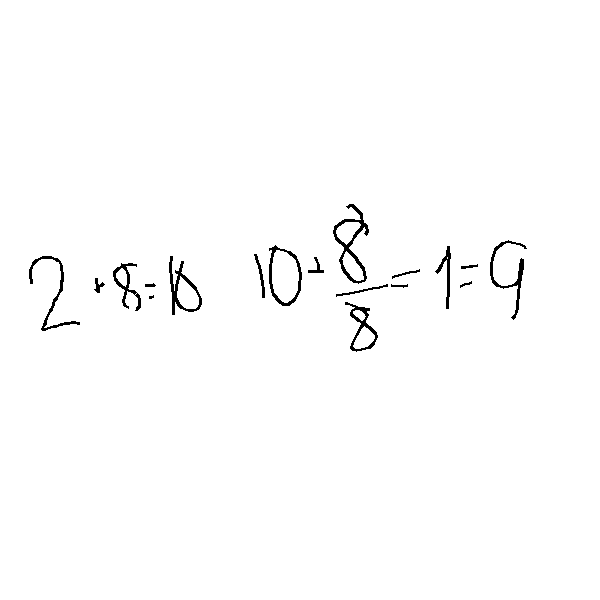 2 + 8 = 10 10 + 8/8 = 1 = 9